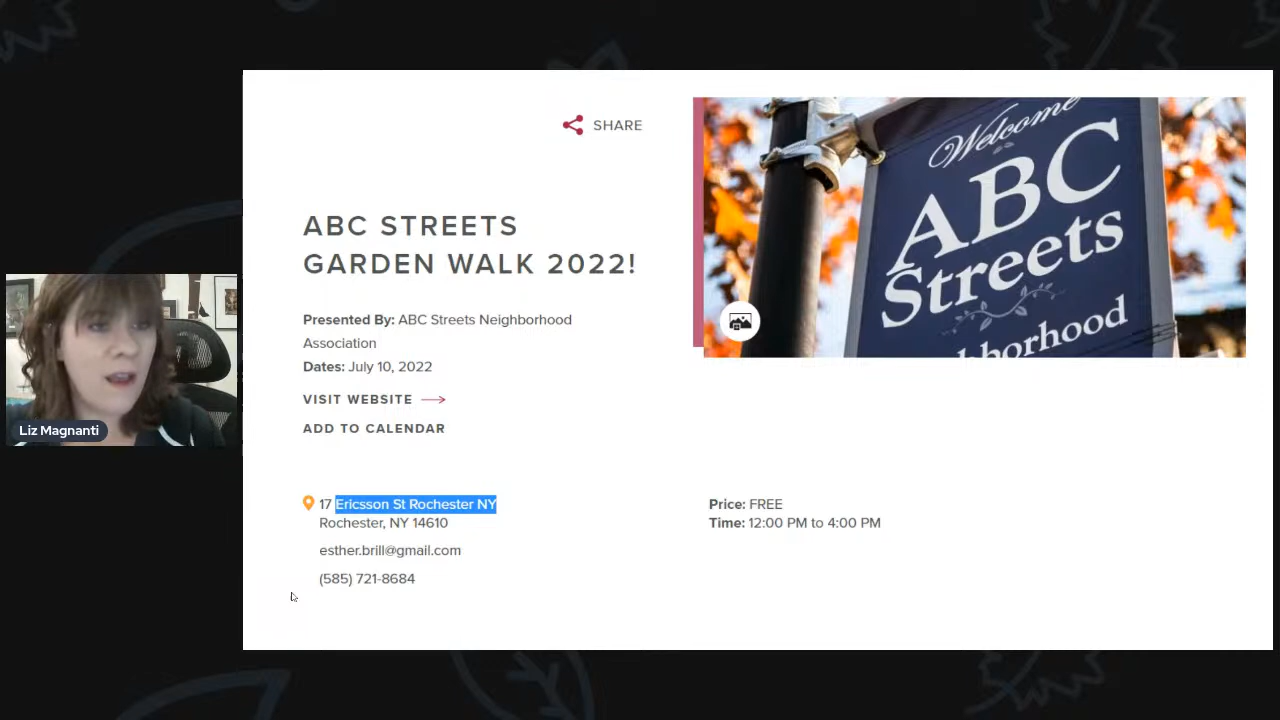 SHARE
Welcome
ABC
Streets
ABC STREETS
GARDEN WALK 2022!
Presented By: ABC Streets Neighborhood
Association
Dates: July 10, 2022
VISIT WEBSITE
ADD TO CALENDAR
Liz Magnanti
17 Ericsson St Rochester NY
Rochester, NY 14610
esther.brill@gmail.com
(585) 721-8684
Price: FREE
Time: 12:00 PM to 4:00 PM